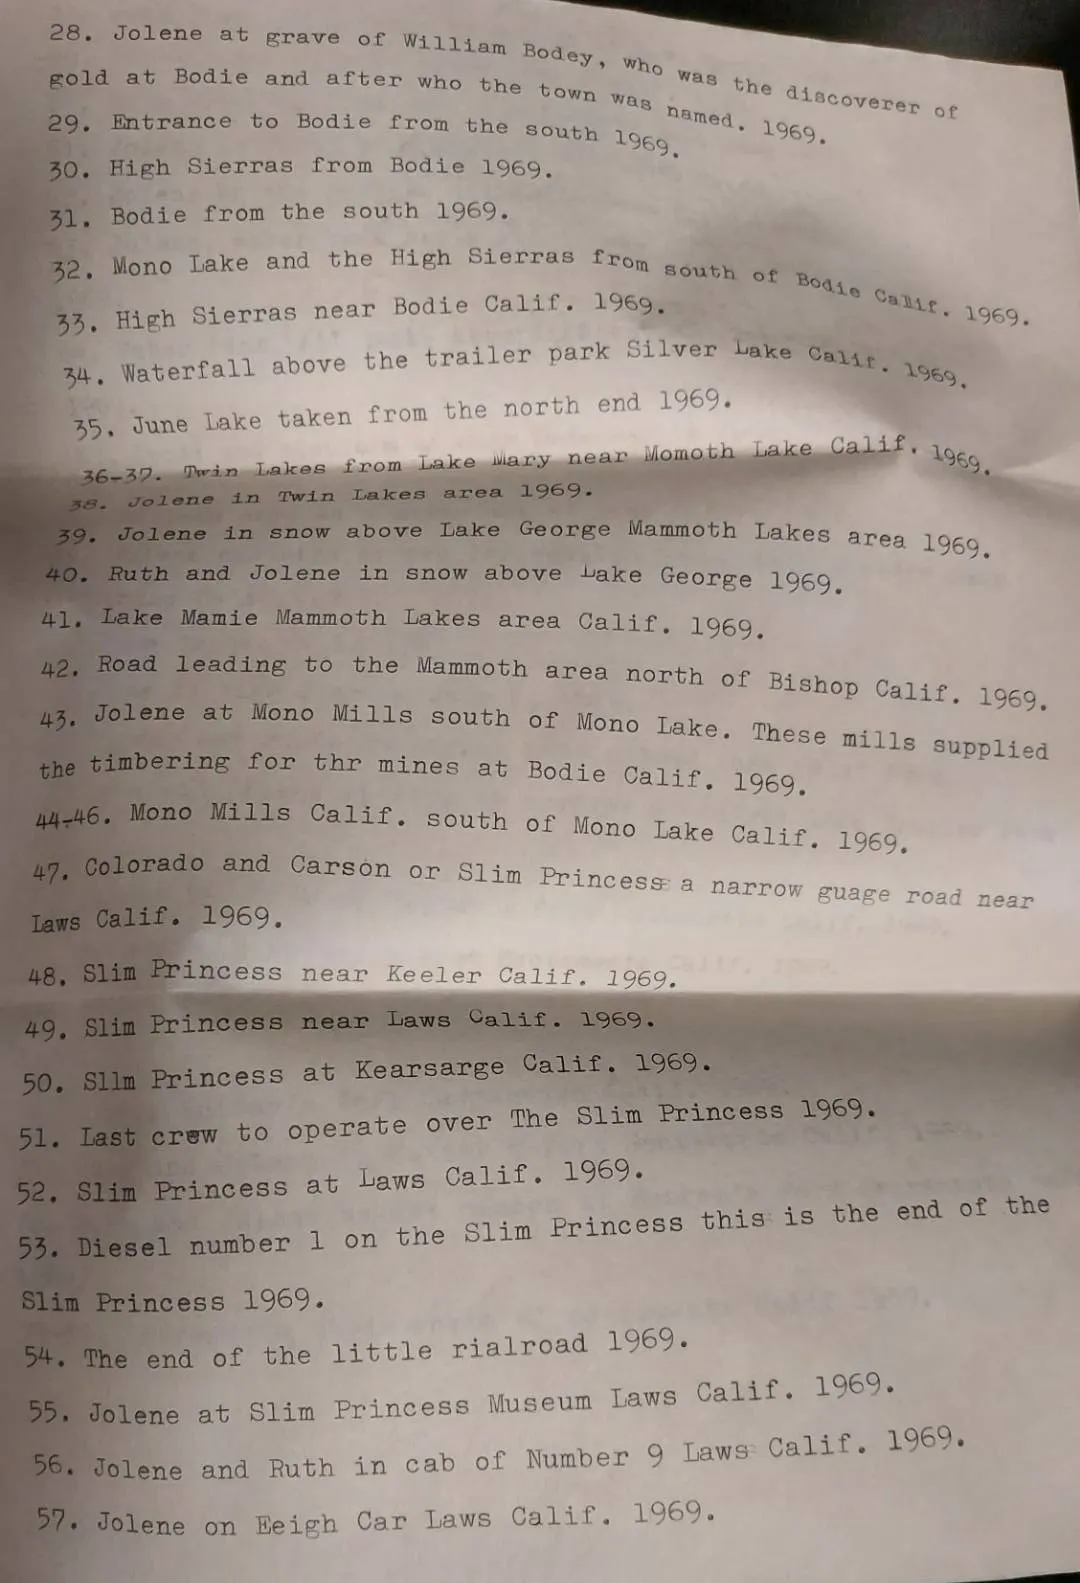 28. Jolene at grave of William Bodey, who was the discoverer of
gold at Bodie and after who the town was named. 1969.
29. Entrance to Bodie from the south 1969.
30. High Sierras from Bodie 1969.
31. Bodie from the south 1969.
32. Mono Lake and the High Sierras from south of Bodie Calif. 1969.
33. High Sierras near Bodie Calif. 1969.
34. Waterfall above the trailer park Silver Lake Calif. 1969.
35. June Lake taken from the north end 1969.
36-37. Twin Lakes from Lake Mary near Momoth Lake Calif. 1969.
38. Jolene in Twin Lakes area 1969.
39. Jolene in snow above Lake George Mammoth Lakes area 1969.
40. Ruth and Jolene in snow above Lake George 1969.
41. Lake Mamie Mammoth Lakes area Calif. 1969.
42. Road leading to the Mammoth area north of Bishop Calif. 1969.
43. Jolene at Mono Mills south of Mono Lake. These mills supplied
the timbering for thr mines at Bodie Calif. 1969.
44-46. Mono Mills Calif. south of Mono Lake Calif. 1969.
47. Colorado and Carson or Slim Princess a narrow guage road near
Laws Calif. 1969.
48. Slim Princess near Keeler Calif. 1969.
49. Slim Princess near Laws Calif. 1969.
50. Sllm Princess at Kearsarge Calif. 1969.
51. Last crew to operate over The Slim Princess 1969.
52. Slim Princess at Laws Calif. 1969.
53. Diesel number 1 on the Slim Princess this is the end of the
Slim Princess 1969.
54. The end of the little rialroad 1969.
55. Jolene at Slim Princess Museum Laws Calif. 1969.
56. Jolene and Ruth in cab of Number 9 Laws Calif. 1969.
57. Jolene on Eeigh Car Laws Calif. 1969.